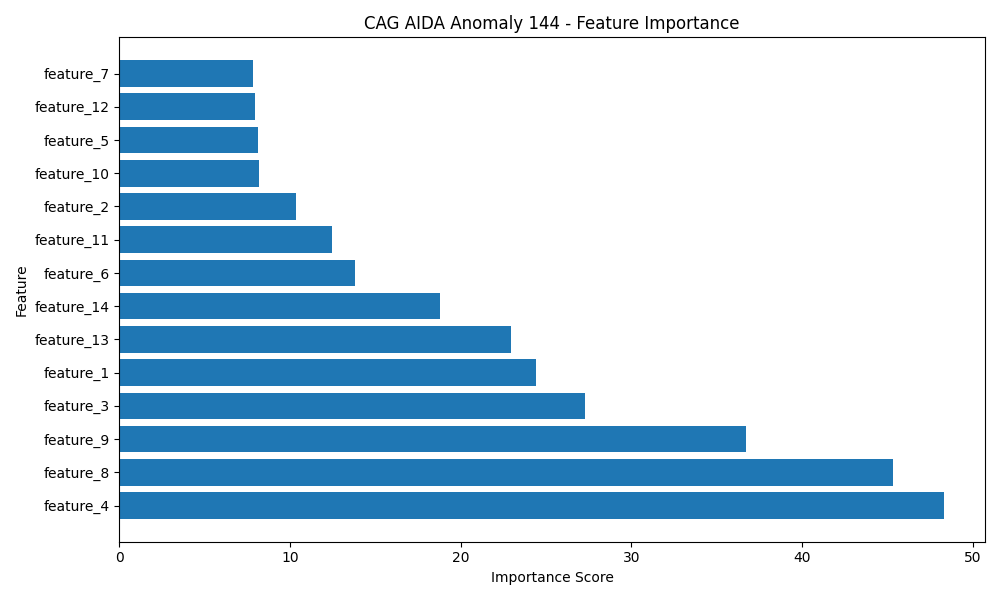 CAG AIDA Anomaly 144 - Feature Importance
Feature
feature_7
feature_12
feature_5
feature_10
feature_2
feature_11
feature_6
feature_14
feature_13
feature_1
feature_3
feature_9
feature_8
feature_4
0 10 20 30 40 50
Importance Score